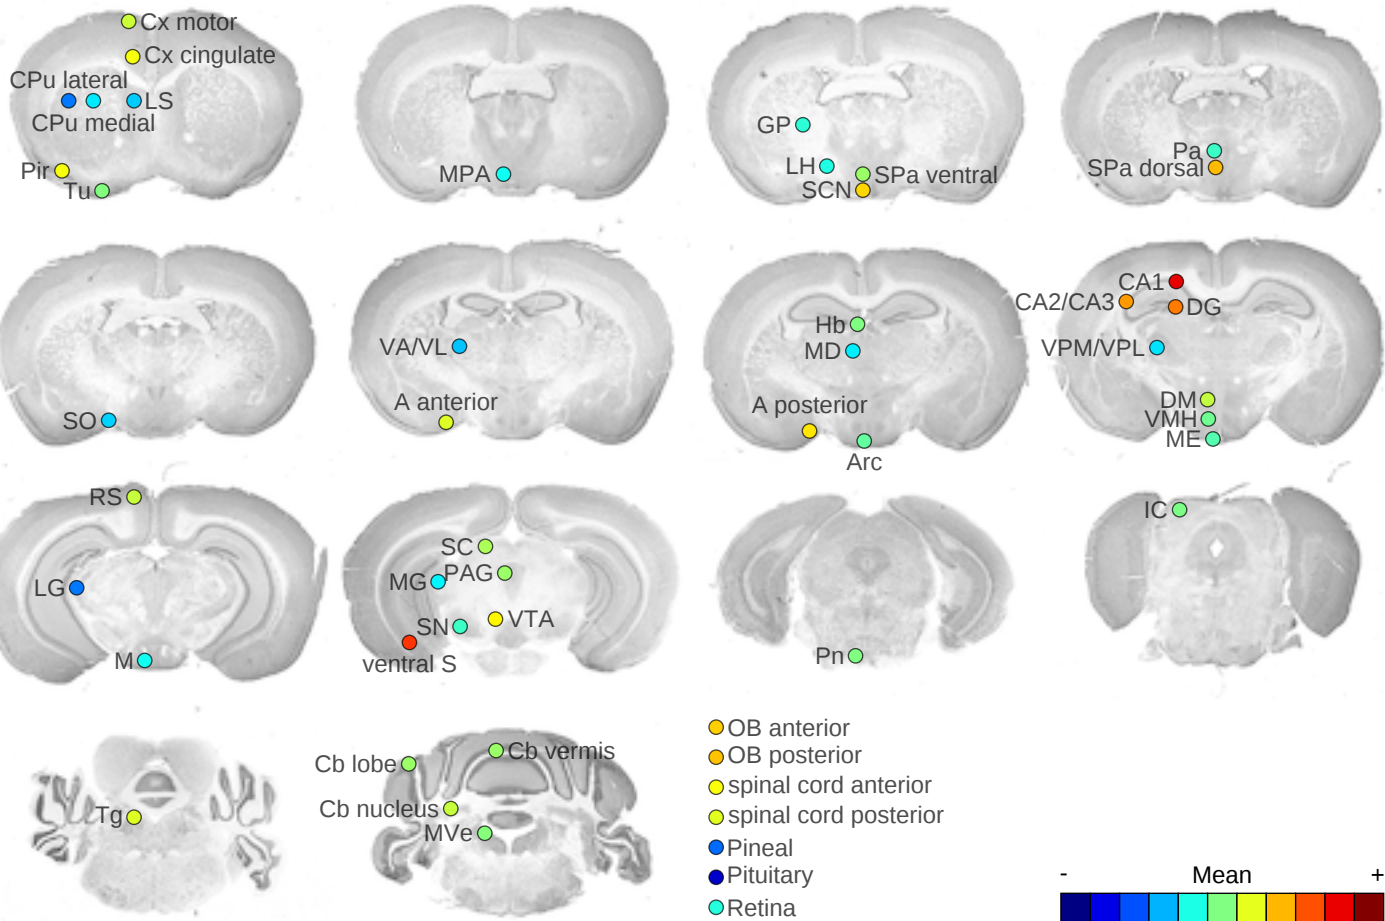 Cx motor
Cx cingulate
CPu lateral
LS
CPu medial
Pir
Tu
MPA
GP
LH
SPa ventral
SCN
Pa
SPa dorsal
SO
VA/VL
A anterior
Hb
MD
A posterior
Arc
CA1
CA2/CA3
DG
VPM/VPL
DM
VMH
ME
RS
LG
M
SC
PAG
MG
SN
VTA
ventral S
Pn
IC
Tg
Cb lobe
Cb vermis
Cb nucleus
MVe
OB anterior
OB posterior
spinal cord anterior
spinal cord posterior
Pineal
Pituitary
Retina
- Mean +